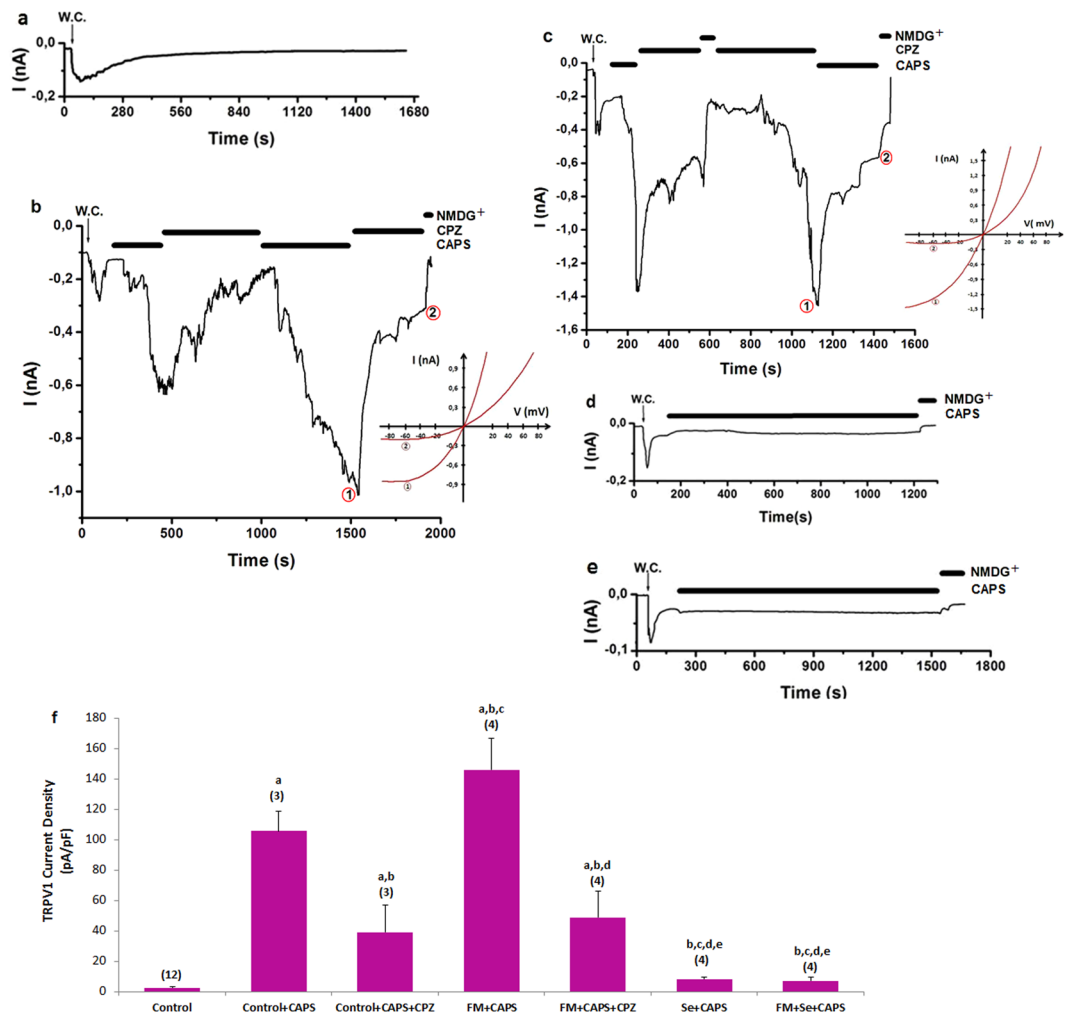 a
W.C.
0,0
-0,2
I (nA)
0 280 560 840 1120 1400 1680
Time (s)
b
W.C.
NMDG+
CPZ
CAPS
0,0
-0,2
-0,4
-0,6
-0,8
-1,0
I (nA)
1
2
0 500 1000 1500 2000
Time (s)
I (nA)
0,9
0,6
0,3
V (mV)
-80 -60 -40 -20 20 40 60 80
-0,3
-0,6
-0,9
②
①
c
W.C.
NMDG+
CPZ
CAPS
0,0
-0,2
-0,4
-0,6
-0,8
-1,0
-1,2
-1,4
-1,6
I (nA)
1
2
0 200 400 600 800 1000 1200 1400 1600
Time (s)
I (nA)
1,5
1,2
0,9
0,6
0,3
V( mV)
-80 -60 -40 -20 20 40 60 80
-0,3
-0,6
-0,9
-1,2
-1,5
②
①
d
W.C.
NMDG+
CAPS
0,0
-0,2
I (nA)
0 200 400 600 800 1000 1200
Time(s)
e
W.C.
NMDG+
CAPS
0,0
-0,1
I (nA)
0 300 600 900 1200 1500 1800
Time (s)
f
TRPV1 Current Density
(pA/pF)
180
160
140
120
100
80
60
40
20
0
(12)
a
(3)
a,b
(3)
a,b,c
(4)
a,b,d
(4)
b,c,d,e
(4)
b,c,d,e
(4)
Control Control+CAPS Control+CAPS+CPZ FM+CAPS FM+CAPS+CPZ Se+CAPS FM+Se+CAPS